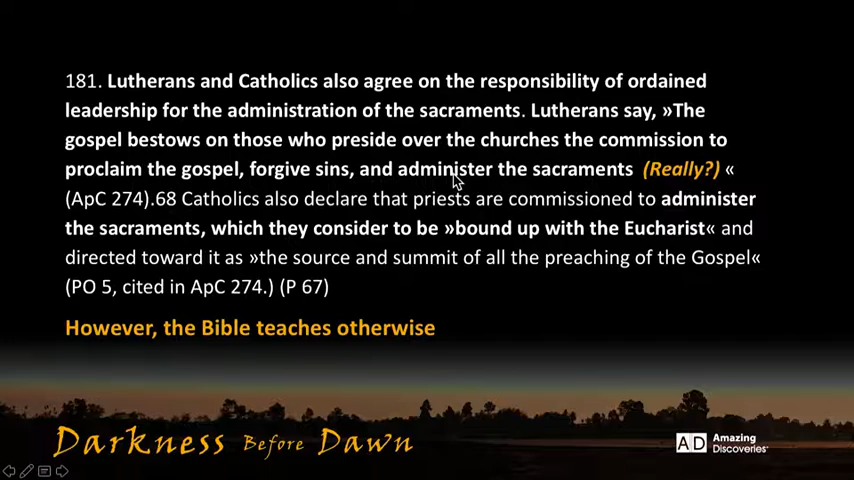 181. Lutherans and Catholics also agree on the responsibility of ordained
leadership for the administration of the sacraments. Lutherans say, »The
gospel bestows on those who preside over the churches the commission to
proclaim the gospel, forgive sins, and administer the sacraments (Really?) «
(ApC 274).68 Catholics also declare that priests are commissioned to administer
the sacraments, which they consider to be »bound up with the Eucharist« and
directed toward it as »the source and summit of all the preaching of the Gospel«
(PO 5, cited in ApC 274.) (P 67)
However, the Bible teaches otherwise
Darkness Before Dawn
AD Amazing
Discoveries